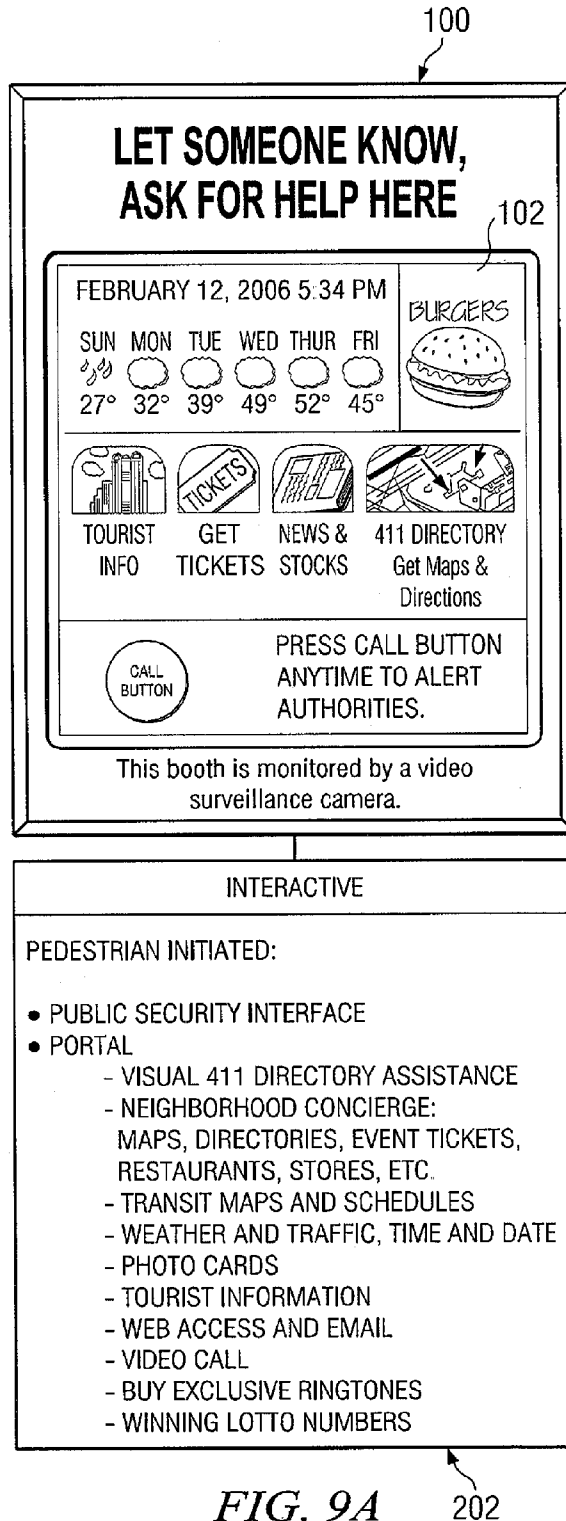 100
LET SOMEONE KNOW,
ASK FOR HELP HERE
102
FEBRUARY 12, 2006 5:34 PM
BURGERS
SUN MON TUE WED THUR FRI
27° 32° 39° 49° 52° 45°
TICKETS
TOURIST INFO
GET TICKETS
NEWS & STOCKS
411 DIRECTORY
Get Maps &
Directions
CALL
BUTTON
PRESS CALL BUTTON
ANYTIME TO ALERT
AUTHORITIES.
This booth is monitored by a video
surveillance camera.
INTERACTIVE
PEDESTRIAN INITIATED:
• PUBLIC SECURITY INTERFACE
• PORTAL
- VISUAL 411 DIRECTORY ASSISTANCE
- NEIGHBORHOOD CONCIERGE:
MAPS, DIRECTORIES, EVENT TICKETS,
RESTAURANTS, STORES, ETC.
- TRANSIT MAPS AND SCHEDULES
- WEATHER AND TRAFFIC, TIME AND DATE
- PHOTO CARDS
- TOURIST INFORMATION
- WEB ACCESS AND EMAIL
- VIDEO CALL
- BUY EXCLUSIVE RINGTONES
- WINNING LOTTO NUMBERS
FIG. 9A
202